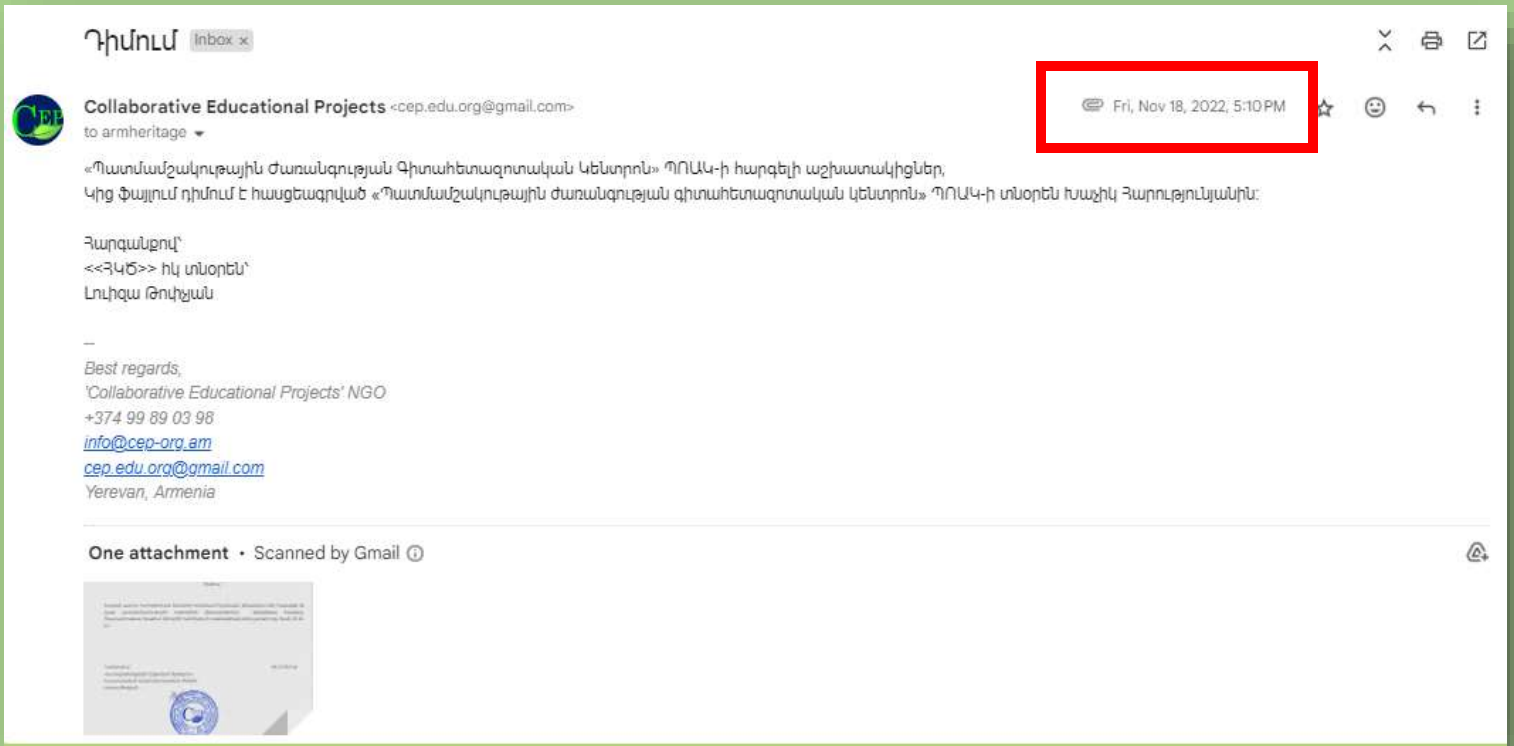 Դիմում Inbox ×
CEP
Collaborative Educational Projects <cep.edu.org@gmail.com>
Fri, Nov 18, 2022, 5:10 PM
to armheritage
«Պատմամշակութային Ժառանգության Գիտահետազոտական Կենտրոն» ՊՈԱԿ-ի հարգելի աշխատակիցներ,
Կից ֆայլում դիմում է հասցեագրված «Պատմամշակութային ժառանգության գիտահետազոտական կենտրոն» ՊՈԱԿ-ի տնօրեն Խաչիկ Հարությունյանին:
Հարգանքով՝
<<ՀԿԾ>> հկ տնօրեն՝
Լուիզա Թոփչյան
--
Best regards,
'Collaborative Educational Projects' NGO
+374 99 89 03 98
info@cep-org.am
cep.edu.org@gmail.com
Yerevan, Armenia
One attachment • Scanned by Gmail